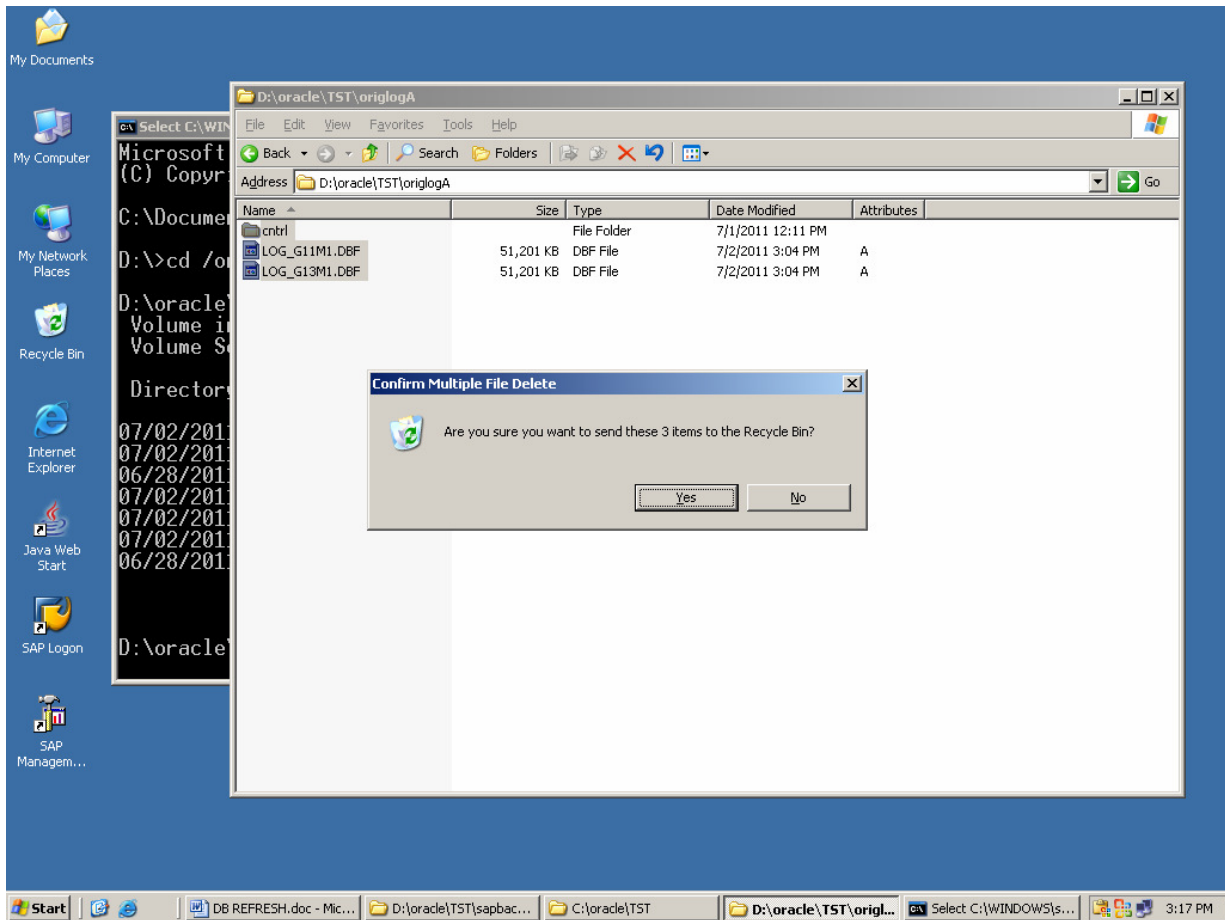 My Documents
My Computer
My Network
Places
Recycle Bin
Internet
Explorer
Java Web
Start
SAP Logon
SAP
Managem...
Select C:\WIN
Microsoft
(C) Copyr
C:\Docume
D:\>cd /o
D:\oracle
Volume i
Volume S
Director
07/02/201
07/02/201
06/28/201
07/02/201
07/02/201
07/02/201
06/28/201
D:\oracle
D:\oracle\TST\origlogA
File Edit View Favorites Tools Help
Back Search Folders
Address D:\oracle\TST\origlogA Go
Name Size Type Date Modified Attributes
cntrl File Folder 7/1/2011 12:11 PM
LOG_G11M1.DBF 51,201 KB DBF File 7/2/2011 3:04 PM A
LOG_G13M1.DBF 51,201 KB DBF File 7/2/2011 3:04 PM A
Confirm Multiple File Delete
Are you sure you want to send these 3 items to the Recycle Bin?
Yes No
Start DB REFRESH.doc - Mic... D:\oracle\TST\sapbac... C:\oracle\TST D:\oracle\TST\origl... Select C:\WINDOWS\s... 3:17 PM